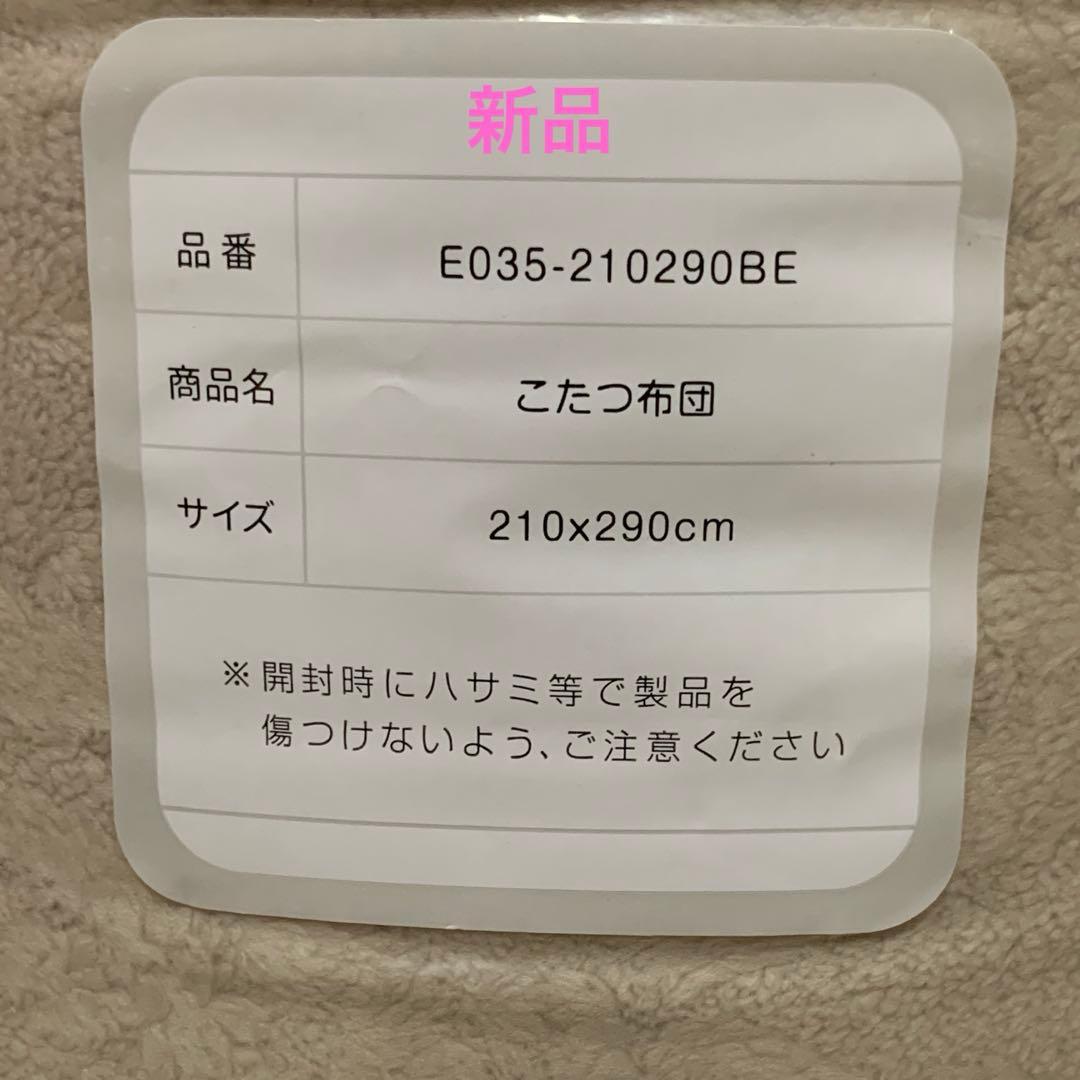 新品
品番 E035-210290BE
商品名 こたつ布団
サイズ 210x290cm
※開封時にハサミ等で製品を
傷つけないよう、ご注意ください